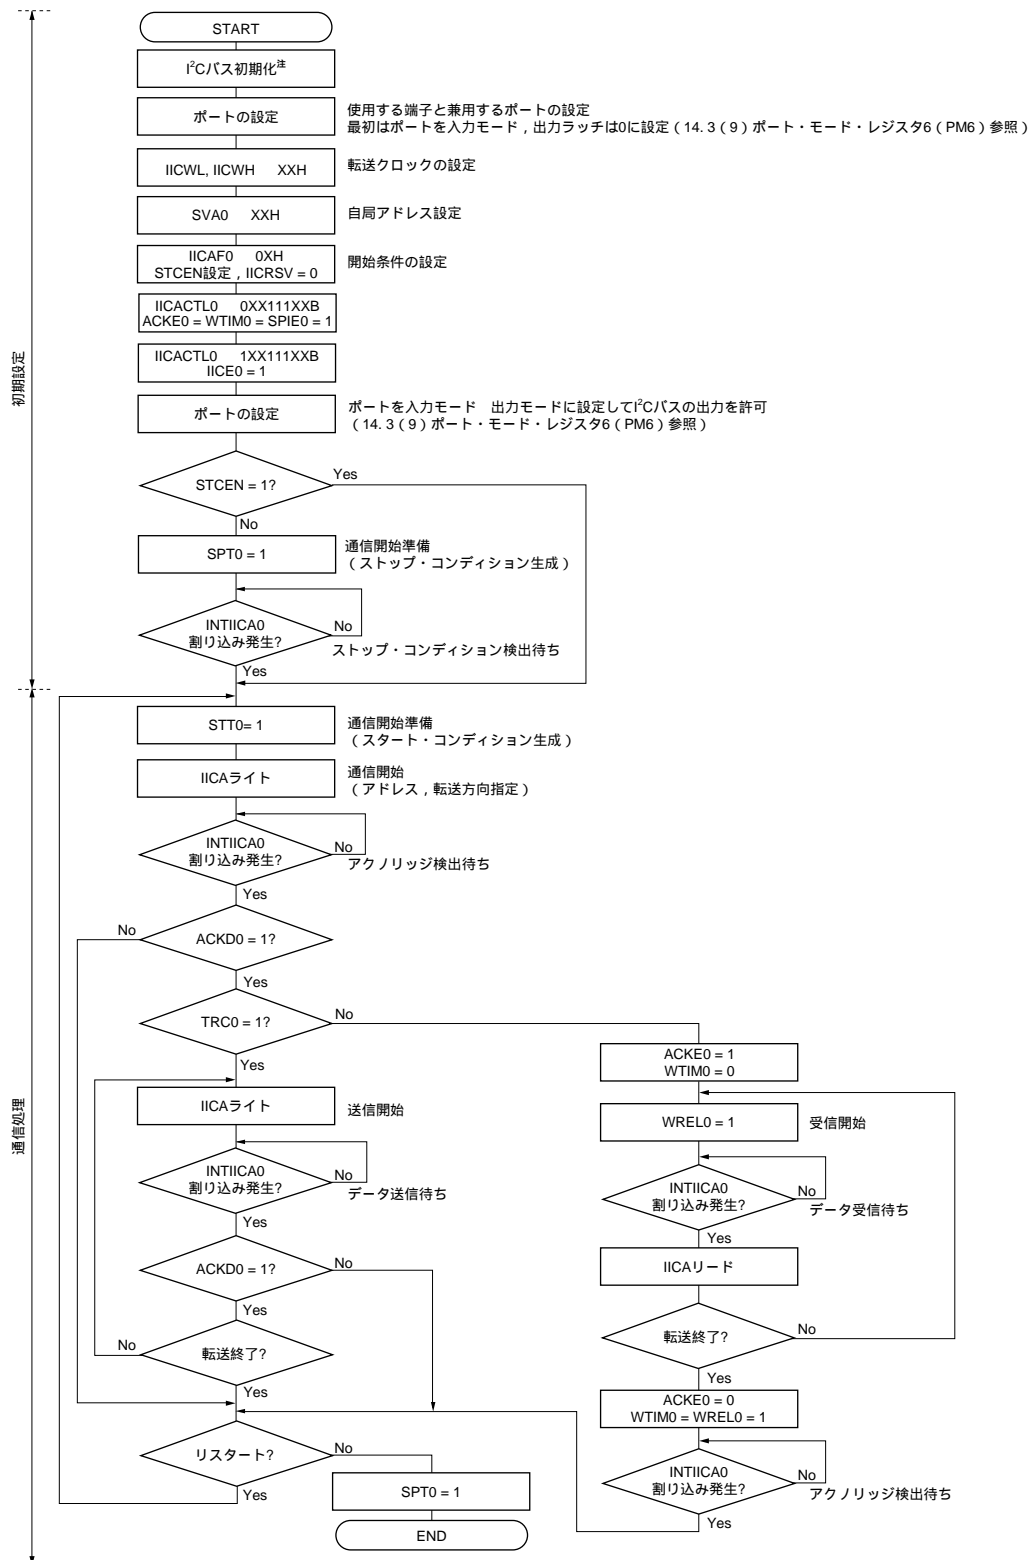 START
I²Cバス初期化注
ポートの設定
使用する端子と兼用するポートの設定
最初はポートを入力モード，出力ラッチは0に設定（14. 3（9）ポート・モード・レジスタ6（PM6）参照）
IICWL, IICWH XXH
転送クロックの設定
SVA0 XXH
自局アドレス設定
IICAF0 0XH
STCEN設定，IICRSV = 0
開始条件の設定
IICACTL0 0XX111XXB
ACKE0 = WTIM0 = SPIE0 = 1
IICACTL0 1XX111XXB
IICE0 = 1
初期設定
ポートの設定
ポートを入力モード 出力モードに設定してI²Cバスの出力を許可
（14. 3（9）ポート・モード・レジスタ6（PM6）参照）
STCEN = 1?
Yes
No
SPT0 = 1
通信開始準備
（ストップ・コンディション生成）
INTIICA0
割り込み発生?
No
ストップ・コンディション検出待ち
Yes
STT0= 1
通信開始準備
（スタート・コンディション生成）
IICAライト
通信開始
（アドレス，転送方向指定）
INTIICA0
割り込み発生?
No
アクノリッジ検出待ち
Yes
No
ACKD0 = 1?
Yes
TRC0 = 1?
No
Yes
通信処理
IICAライト
送信開始
INTIICA0
割り込み発生?
No
データ送信待ち
Yes
ACKD0 = 1?
No
Yes
No
転送終了?
Yes
リスタート?
No
Yes
SPT0 = 1
END
ACKE0 = 1
WTIM0 = 0
WREL0 = 1
受信開始
INTIICA0
割り込み発生?
No
データ受信待ち
Yes
IICAリード
転送終了?
No
Yes
ACKE0 = 0
WTIM0 = WREL0 = 1
INTIICA0
割り込み発生?
No
アクノリッジ検出待ち
Yes